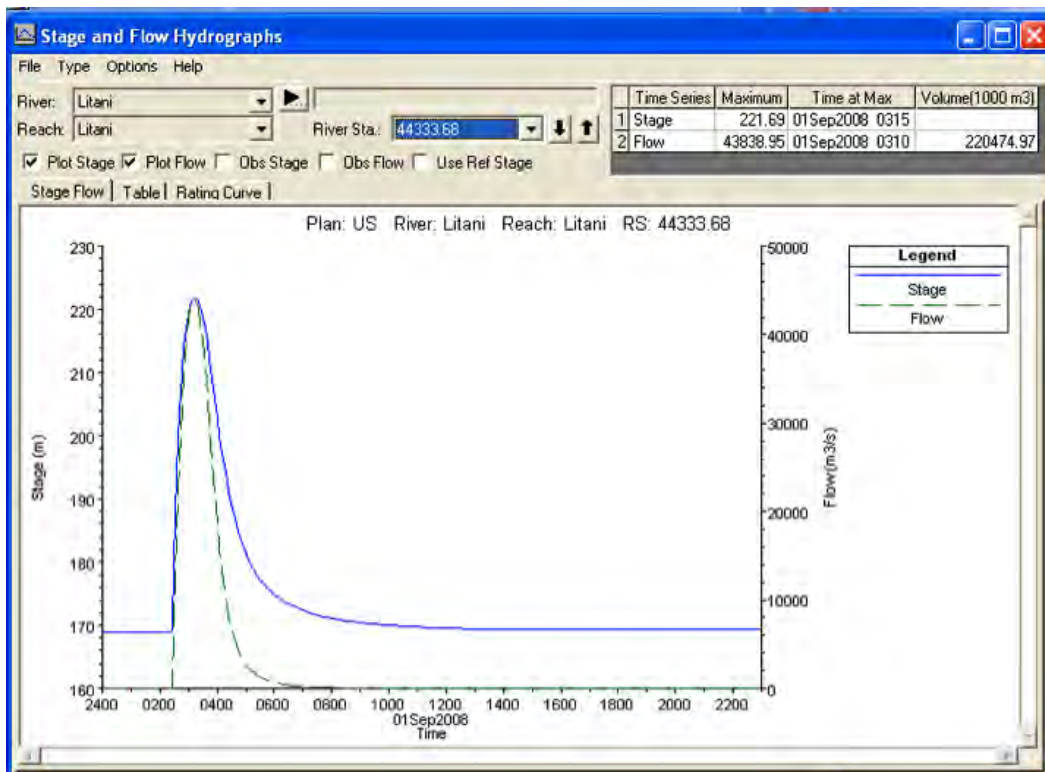 Stage and Flow Hydrographs
File Type Options Help
River: Litani
Reach: Litani River Sta.: 44333.68
Plot Stage Plot Flow Obs Stage Obs Flow Use Ref Stage
Time Series Maximum Time at Max Volume(1000 m3)
1 Stage 221.69 01Sep2008 0315
2 Flow 43838.95 01Sep2008 0310 220474.97
Stage Flow Table Rating Curve
Plan: US River: Litani Reach: Litani RS: 44333.68
230
220
210
200
190
180
170
160
Stage (m)
50000
40000
30000
20000
10000
0
Flow(m3/s)
Legend
Stage
Flow
2400 0200 0400 0600 0800 1000 1200 1400 1600 1800 2000 2200
01Sep2008
Time